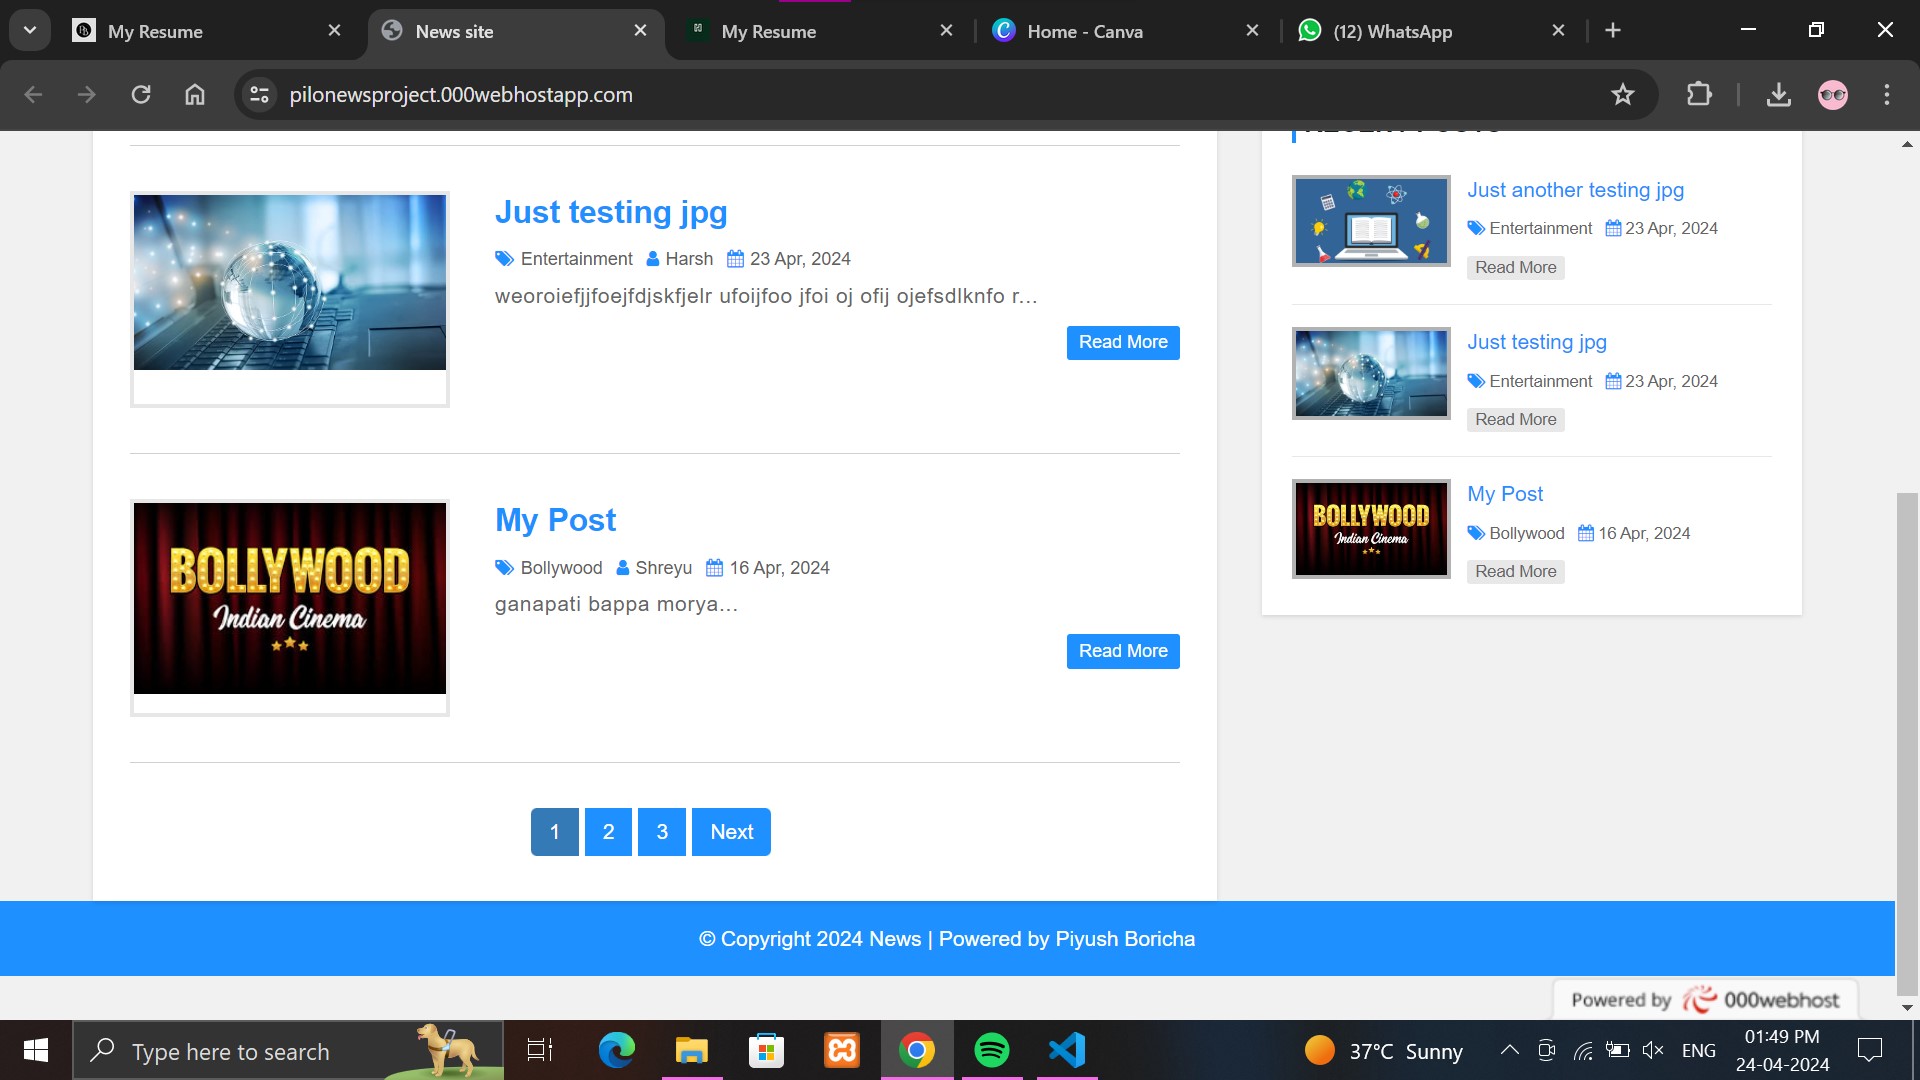 My Resume
News site
My Resume
Home - Canva
(12) WhatsApp
pilonewsproject.000webhostapp.com
Just testing jpg
Entertainment Harsh 23 Apr, 2024
weoroiefjjfoejfdjskfjelr ufoijfoo jfoi oj ofij ojefsdlknfo r...
Read More
BOLLYWOOD
Indian Cinema
My Post
Bollywood Shreyu 16 Apr, 2024
ganapati bappa morya...
Read More
1 2 3 Next
RECENT POSTS
Just another testing jpg
Entertainment 23 Apr, 2024
Read More
Just testing jpg
Entertainment 23 Apr, 2024
Read More
BOLLYWOOD
Indian Cinema
My Post
Bollywood 16 Apr, 2024
Read More
© Copyright 2024 News | Powered by Piyush Boricha
Powered by 000webhost
Type here to search
37°C Sunny
ENG
01:49 PM
24-04-2024